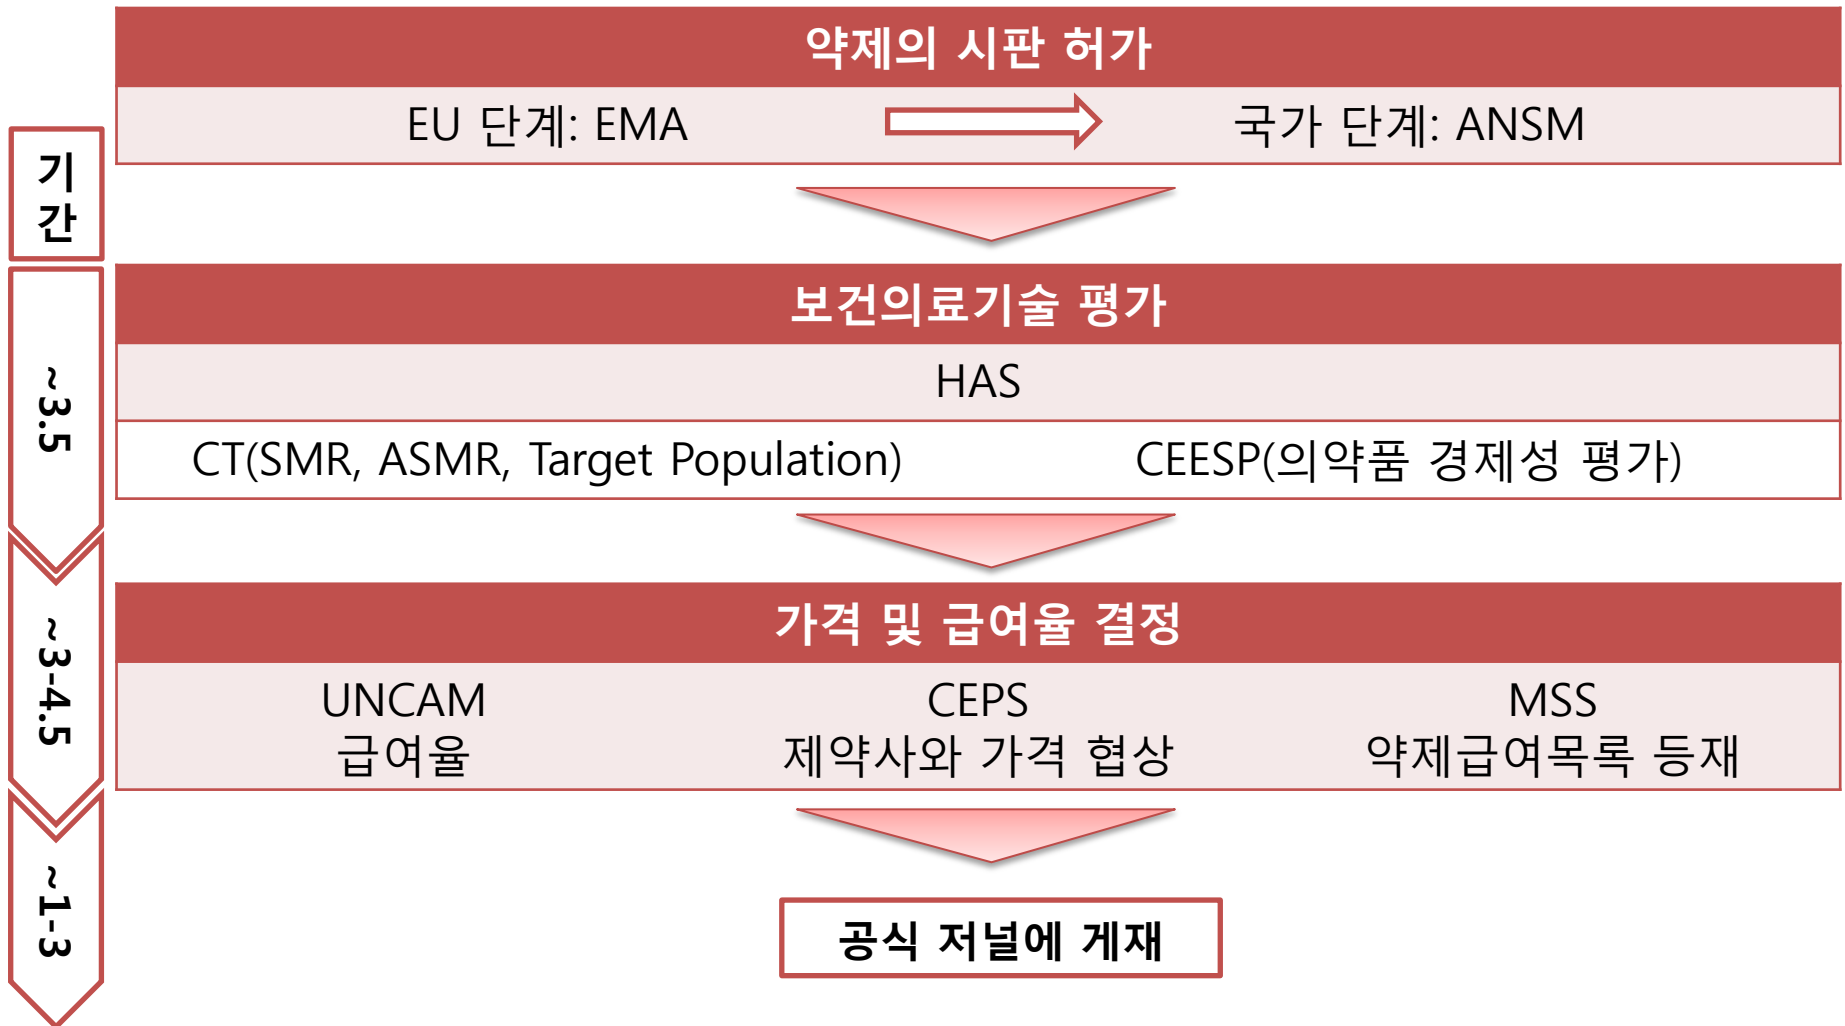 약제의 시판 허가
EU 단계: EMA
국가 단계: ANSM
기
간
보건의료기술 평가
HAS
~3.5
CT(SMR, ASMR, Target Population)
CEESP(의약품 경제성 평가)
가격 및 급여율 결정
~3-4.5
UNCAM
급여율
CEPS
제약사와 가격 협상
MSS
약제급여목록 등재
~1-3
공식 저널에 게재